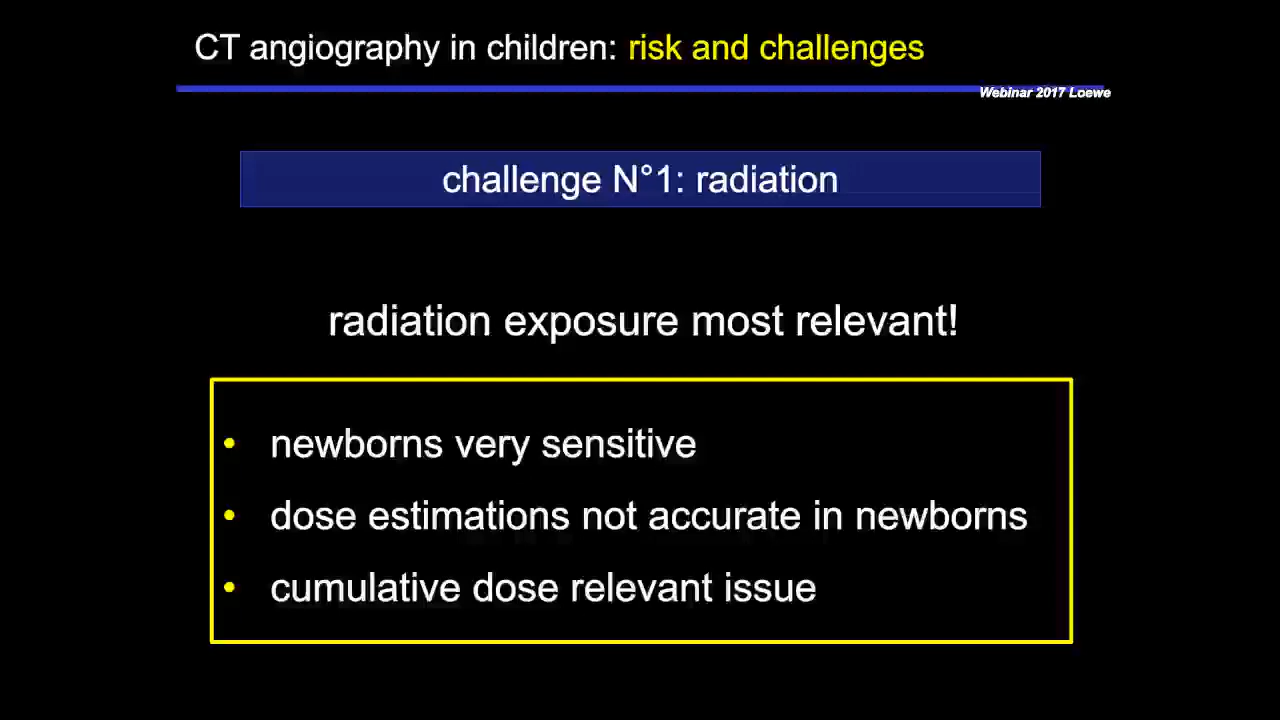 CT angiography in children: risk and challenges
Webinar 2017 Loewe
challenge N°1: radiation
radiation exposure most relevant!
• newborns very sensitive
• dose estimations not accurate in newborns
• cumulative dose relevant issue